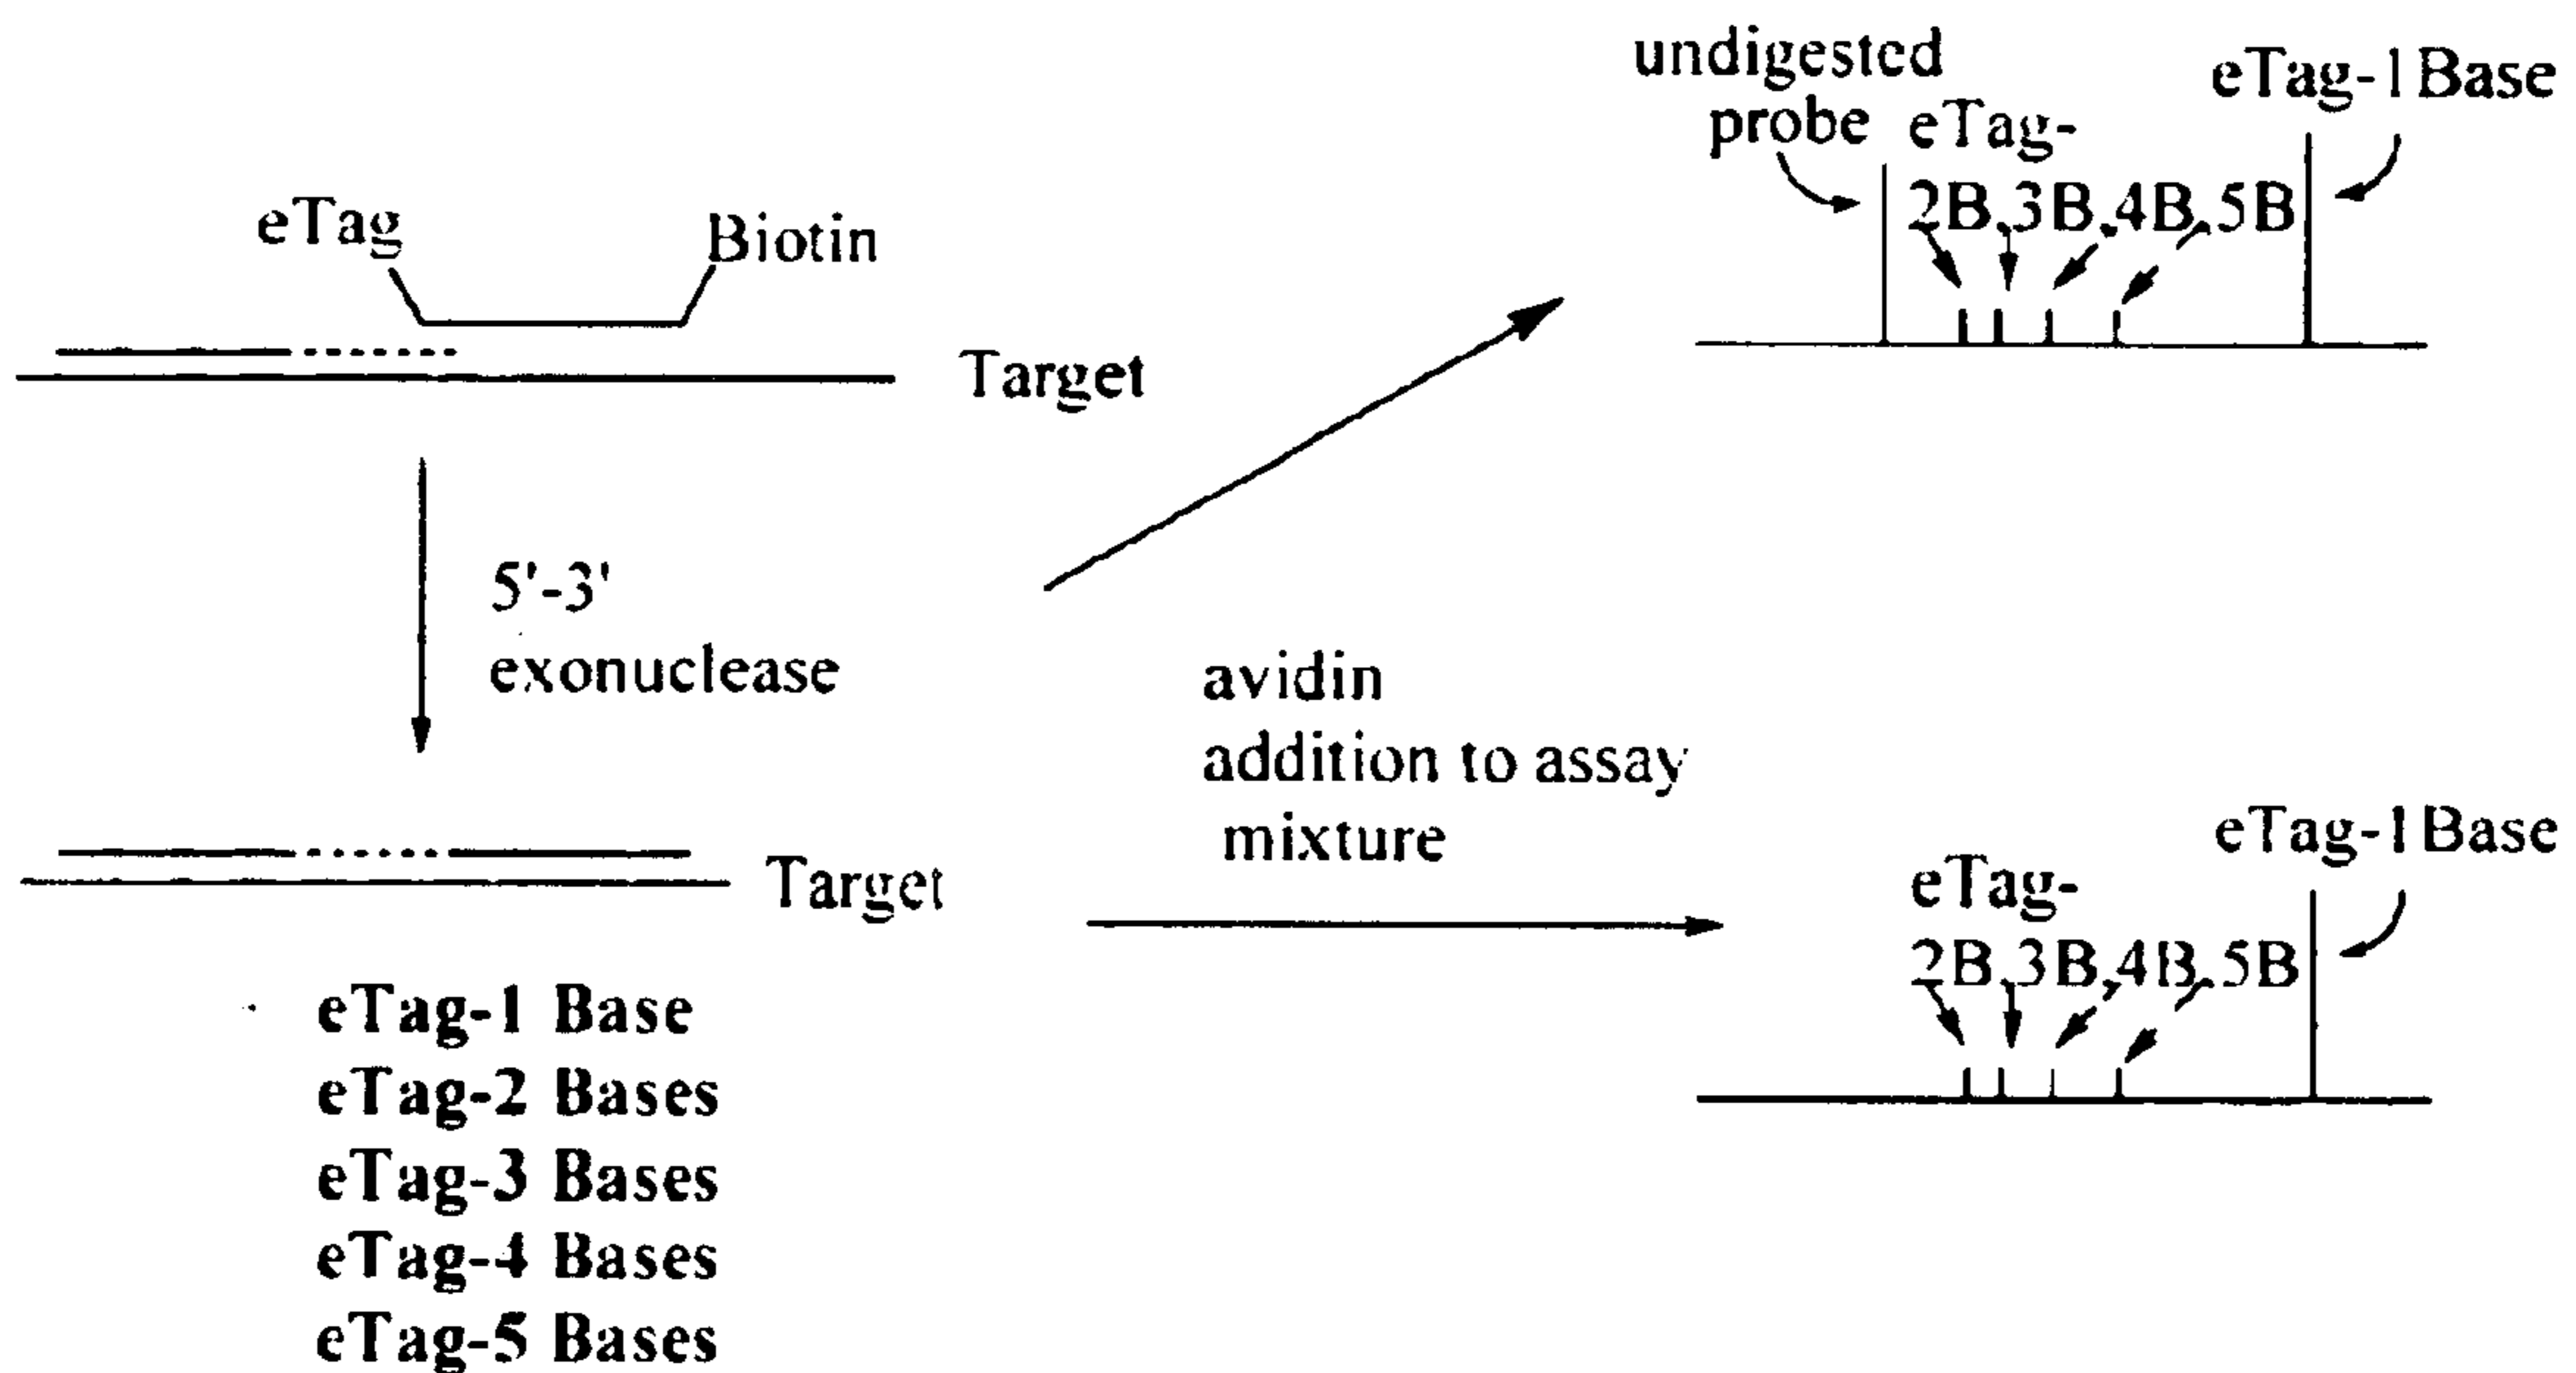 eTag
Biotin
Target
5'-3'
exonuclease
Target
eTag-1 Base
eTag-2 Bases
eTag-3 Bases
eTag-4 Bases
eTag-5 Bases
avidin
addition to assay
mixture
undigested
probe
eTag-
2B,3B,4B,5B
eTag-1Base
eTag-
2B,3B,4B,5B
eTag-1Base